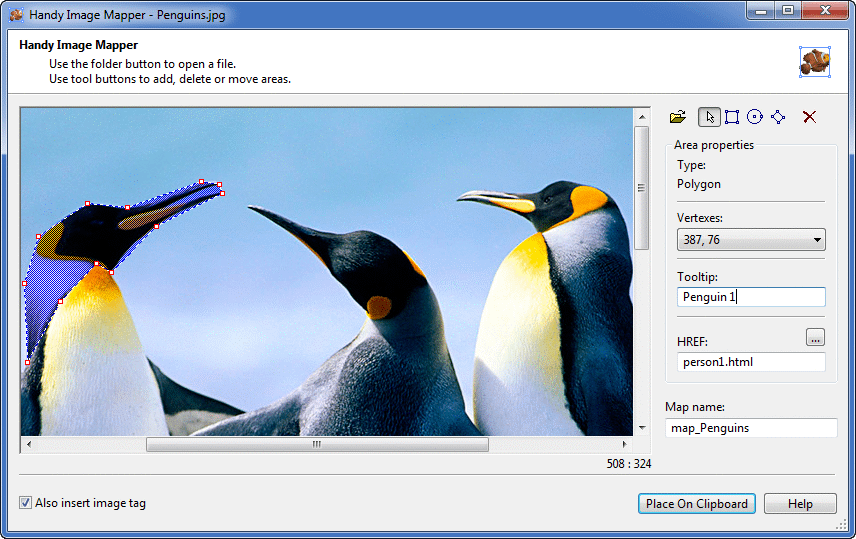 Handy Image Mapper - Penguins.jpg
Handy Image Mapper
Use the folder button to open a file.
Use tool buttons to add, delete or move areas.
Area properties
Type:
Polygon
Vertexes:
387, 76
Tooltip:
Penguin 1
HREF:
...
person1.html
Map name:
map_Penguins
508 : 324
Also insert image tag
Place On Clipboard
Help